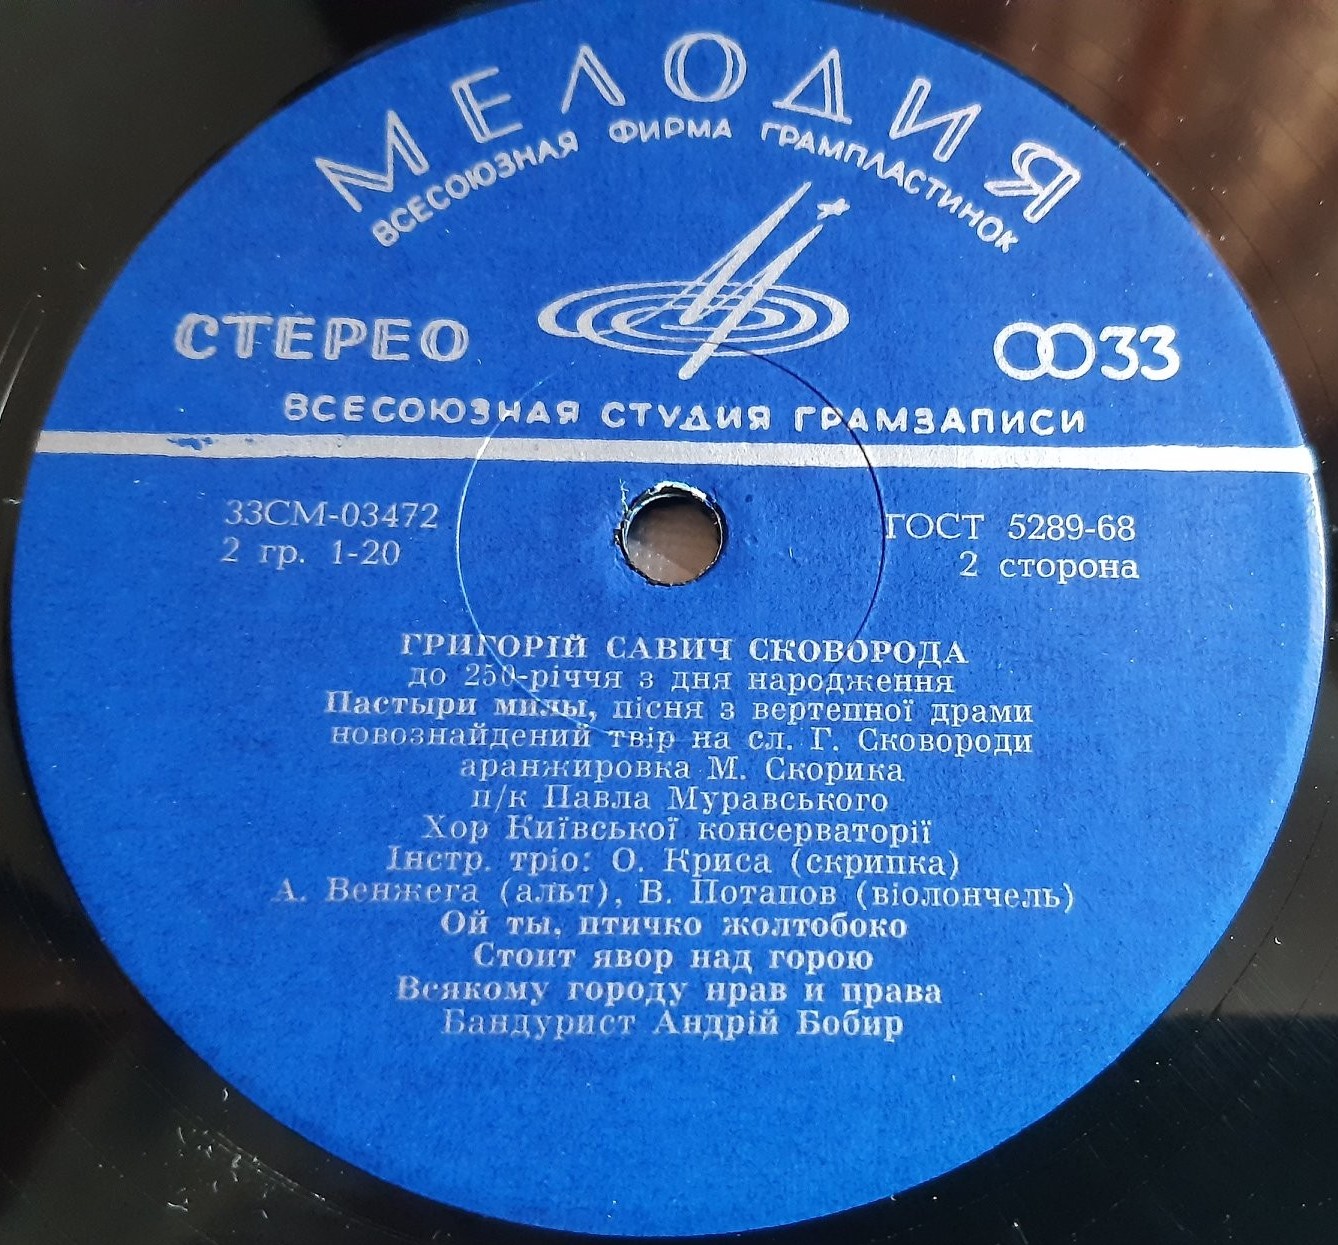 МЕЛОДИЯ
ВСЕСОЮЗНАЯ ФИРМА ГРАМПЛАСТИНОК
СТЕРЕО
33
ВСЕСОЮЗНАЯ СТУДИЯ ГРАМЗАПИСИ
33СМ-03472
ГОСТ 5289-68
2 гр. 1-20
2 сторона
ГРИГОРІЙ САВИЧ СКОВОРОДА
до 250-річчя з дня народження
Пастыри милы, пісня з вертепної драми
новознайдений твір на сл. Г. Сковороди
аранжировка М. Скорика
п/к Павла Муравського
Хор Київської консерваторії
Інстр. тріо: О. Криса (скрипка)
А. Венжега (альт), В. Потапов (віолончель)
Ой ты, птичко жолтобоко
Стоит явор над горою
Всякому городу нрав и права
Бандурист Андрій Бобир